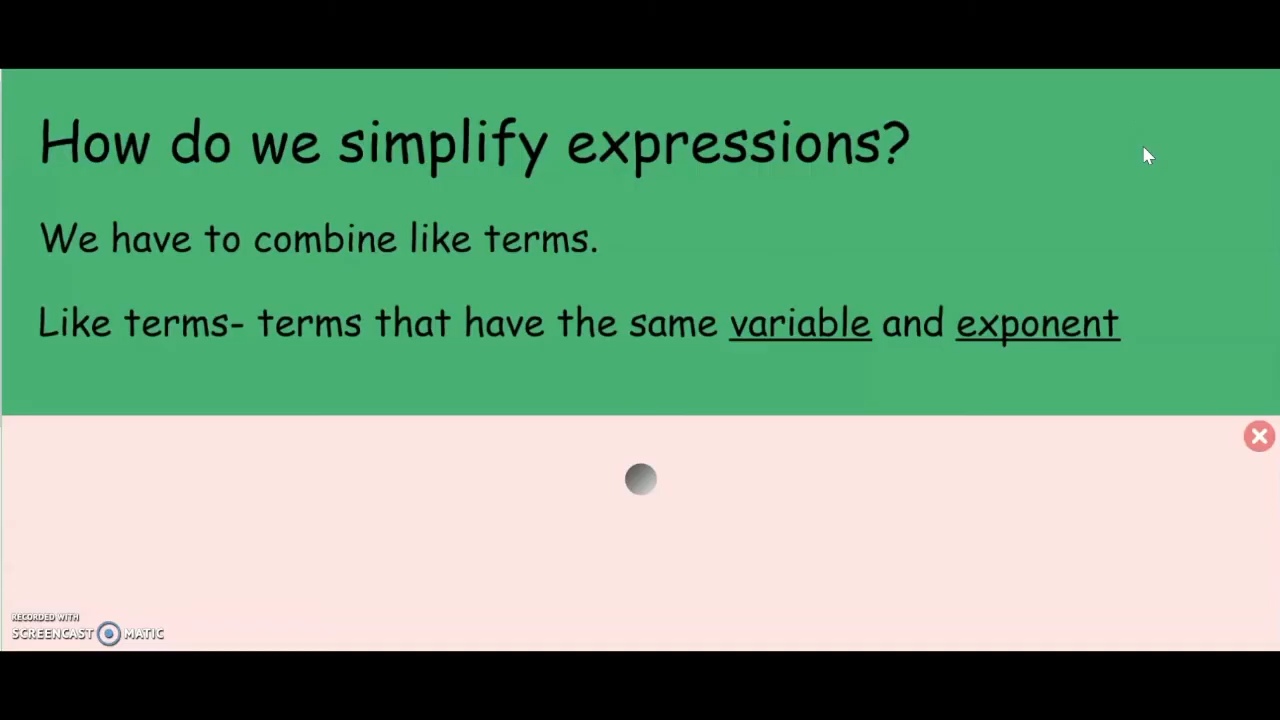 How do we simplify expressions?
We have to combine like terms.
Like terms- terms that have the same variable and exponent
RECORDED WITH
SCREENCAST MATIC